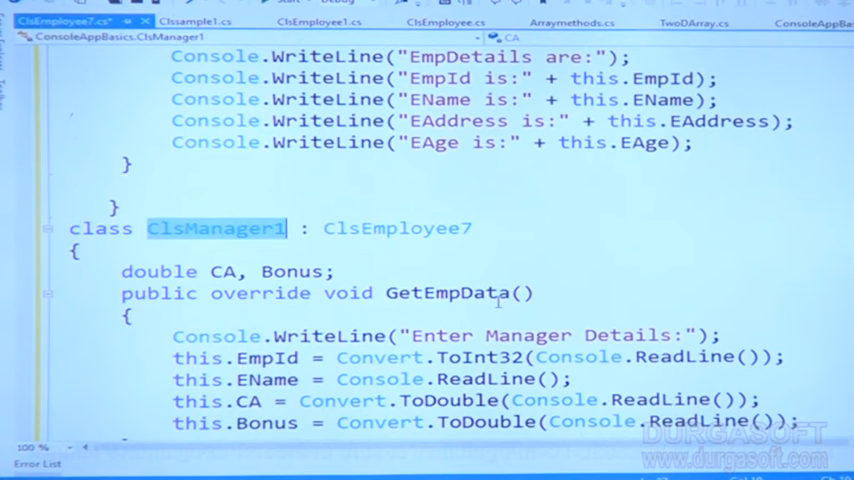 Start Debug
ClsEmployee7.cs* Clssample1.cs ClsEmployee1.cs ClsEmployee.cs Arraymethods.cs TwoDArray.cs ConsoleAppBas
ConsoleAppBasics.ClsManager1 CA
Console.WriteLine("EmpDetails are:");
Console.WriteLine("EmpId is:" + this.EmpId);
Console.WriteLine("EName is:" + this.EName);
Console.WriteLine("EAddress is:" + this.EAddress);
Console.WriteLine("EAge is:" + this.EAge);
}
}
class ClsManager1 : ClsEmployee7
{
double CA, Bonus;
public override void GetEmpData()
{
Console.WriteLine("Enter Manager Details:");
this.EmpId = Convert.ToInt32(Console.ReadLine());
this.EName = Console.ReadLine();
this.CA = Convert.ToDouble(Console.ReadLine());
this.Bonus = Convert.ToDouble(Console.ReadLine());
100 %
Error List
DURGASOFT
www.durgasoft.com